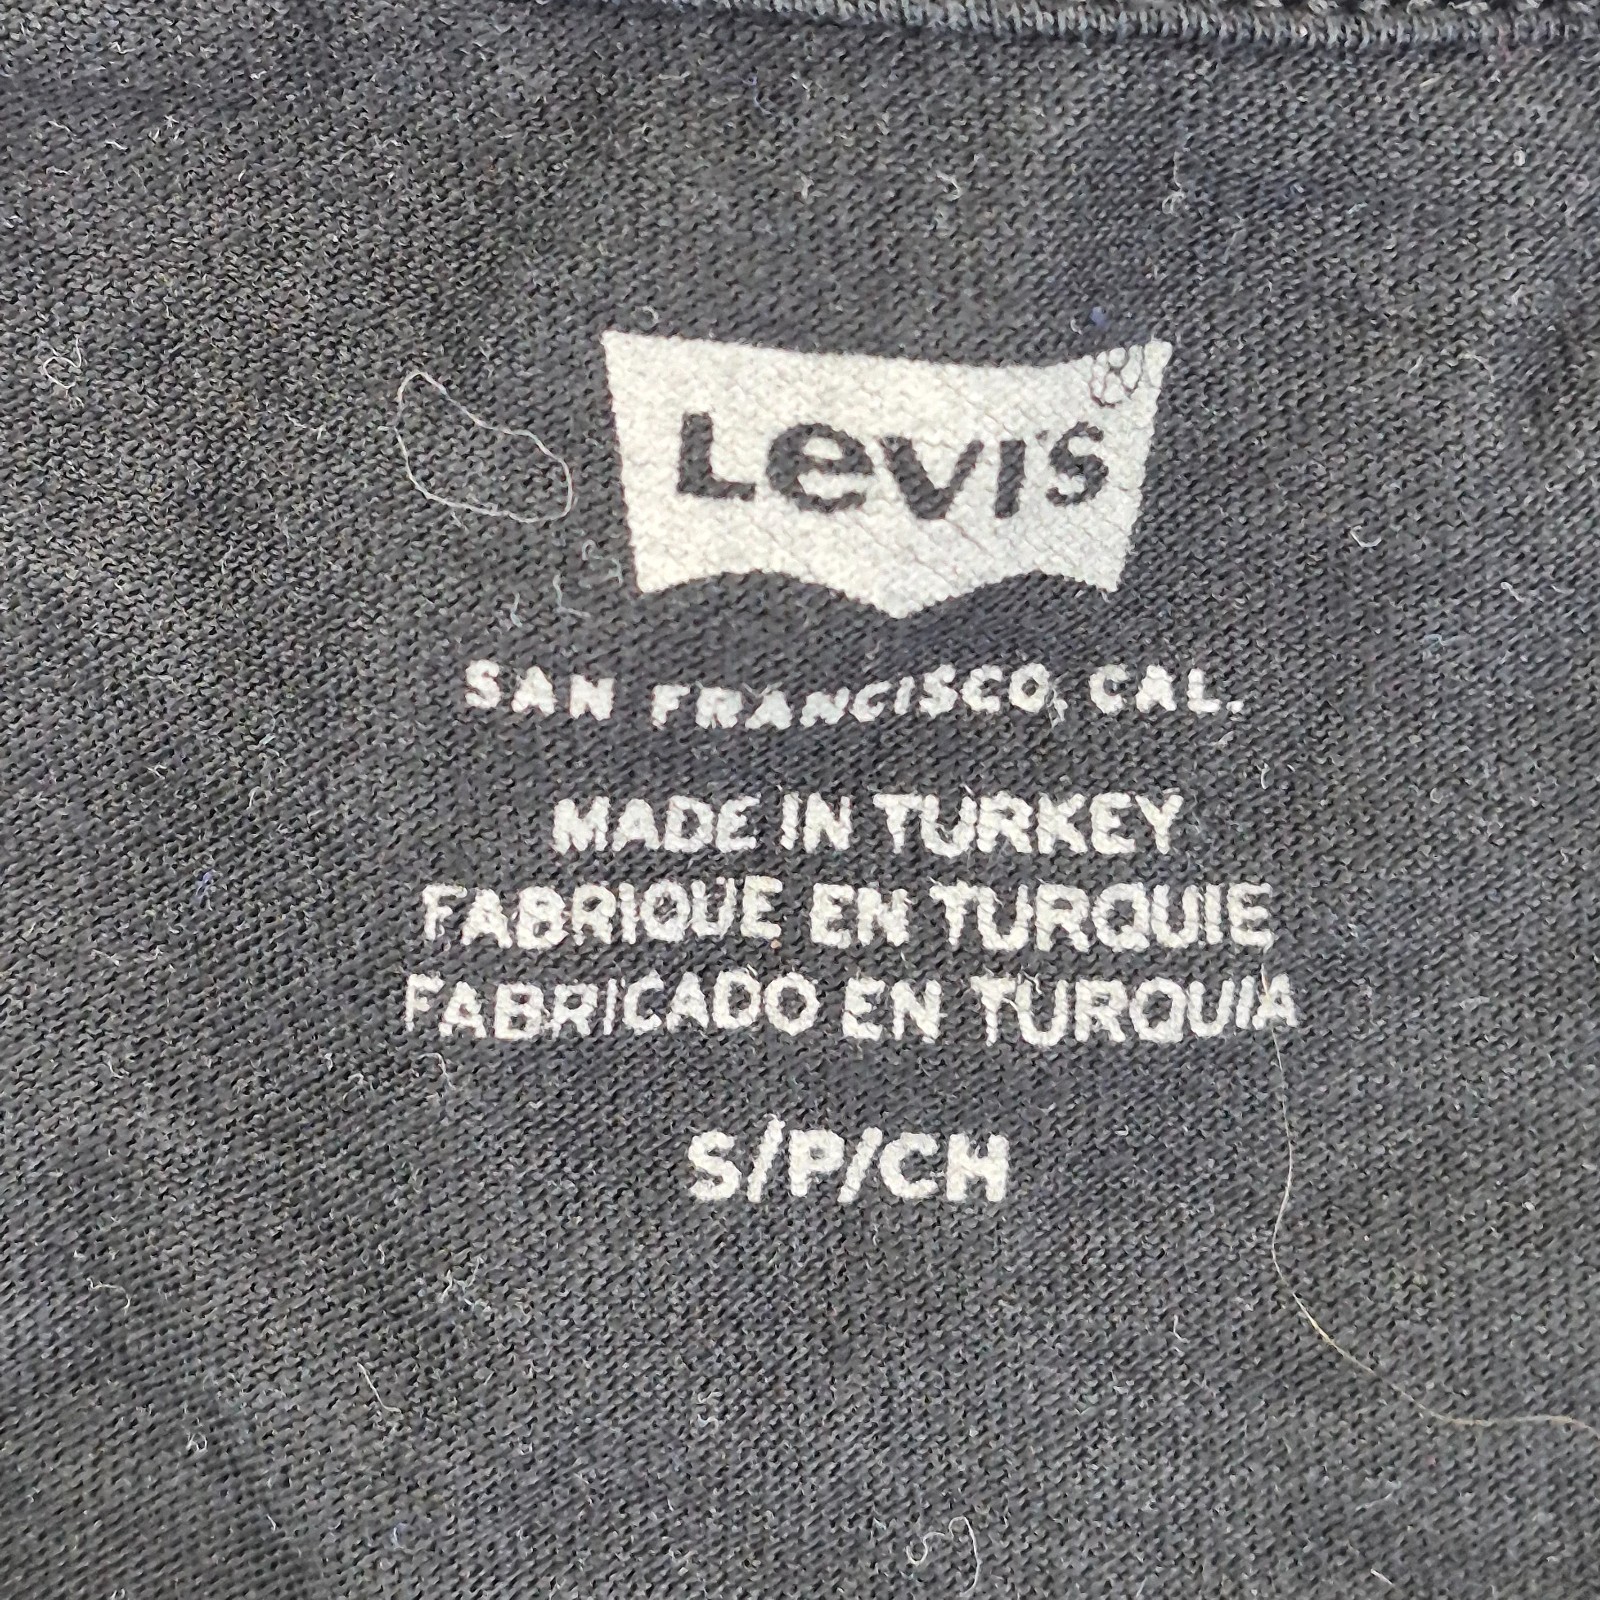 Levi's
SAN FRANCISCO, CAL.
MADE IN TURKEY
FABRIQUE EN TURQUIE
FABRICADO EN TURQUIA
S/P/CH